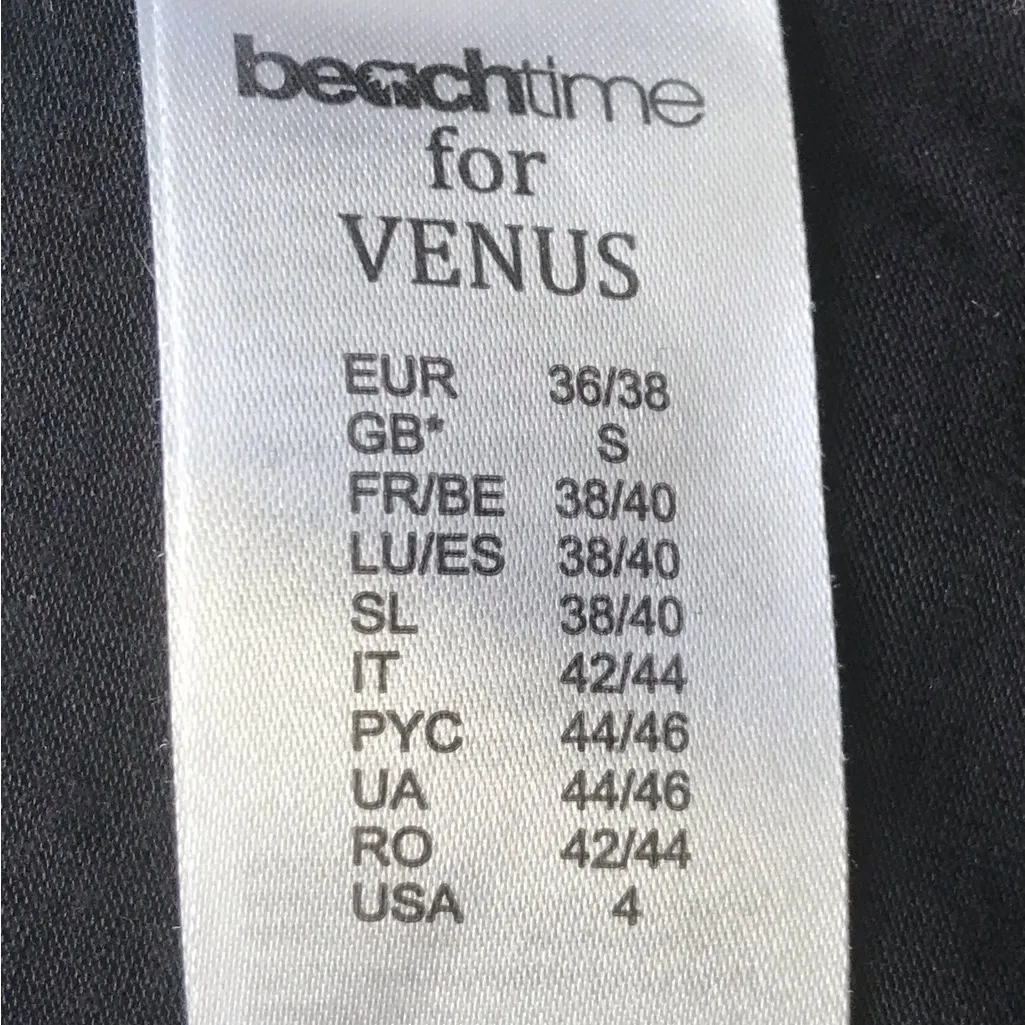 beachtime
for
VENUS
EUR 36/38
GB* S
FR/BE 38/40
LU/ES 38/40
SL 38/40
IT 42/44
РУС 44/46
UA 44/46
RO 42/44
USA 4